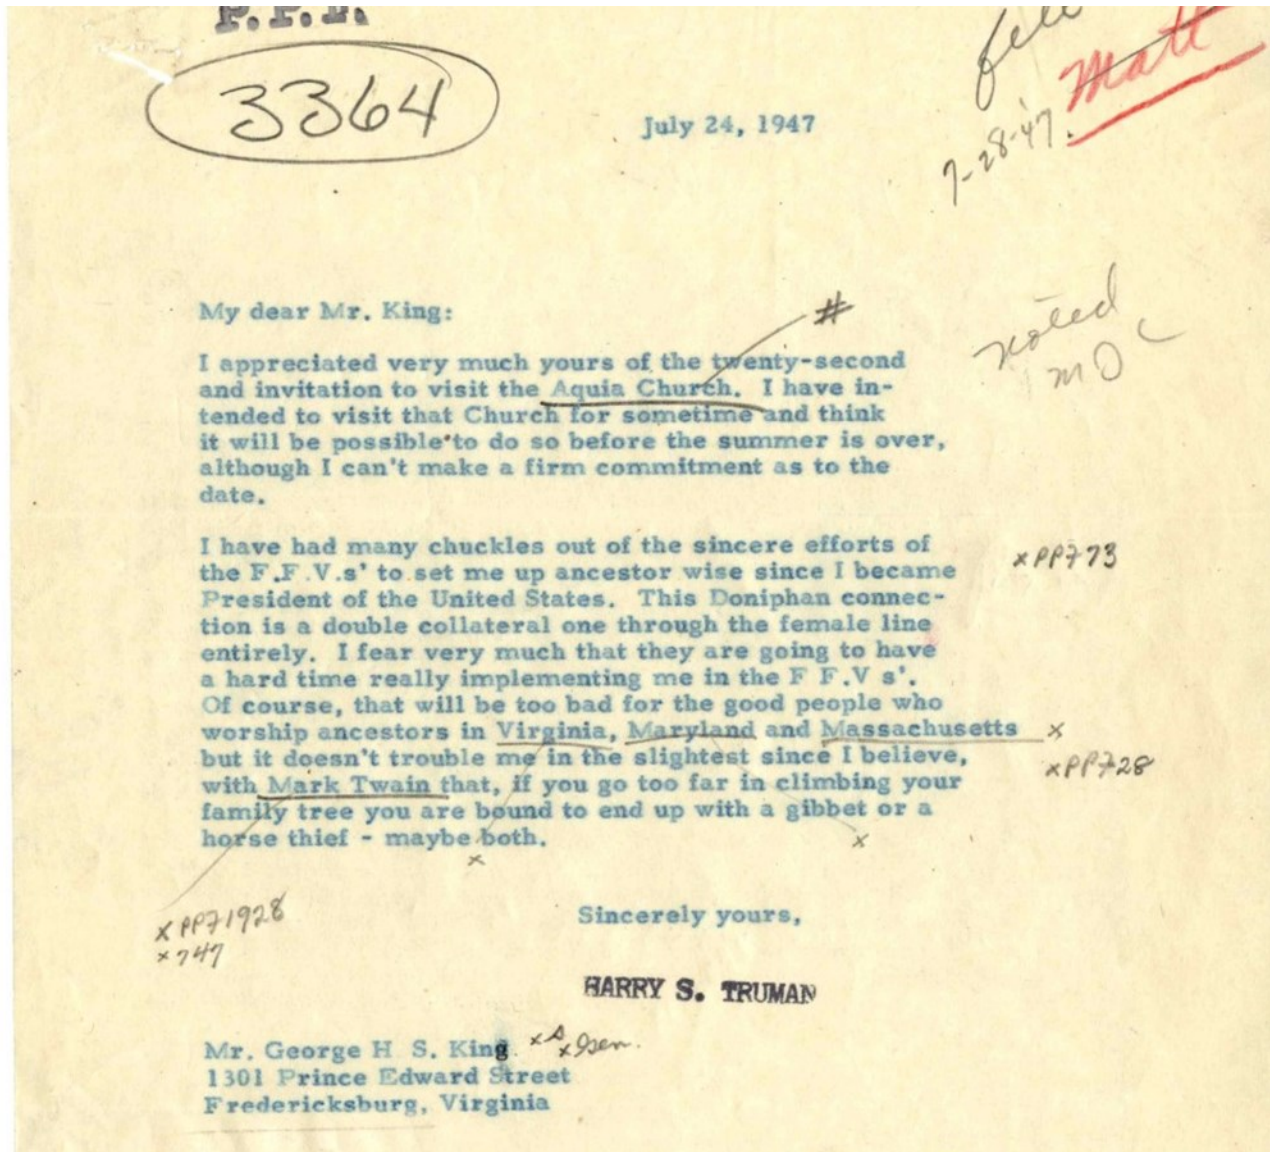 P.P.F.
3364
Matt
July 24, 1947
7-28-47.
noted
My dear Mr. King:
#
I appreciated very much yours of the twenty-second
and invitation to visit the Aquia Church. I have in-
tended to visit that Church for sometime and think
it will be possible to do so before the summer is over,
although I can't make a firm commitment as to the
date.
I have had many chuckles out of the sincere efforts of
the F.F.V.s' to set me up ancestor wise since I became
President of the United States. This Doniphan connec-
tion is a double collateral one through the female line
entirely. I fear very much that they are going to have
a hard time really implementing me in the F F.V s'.
Of course, that will be too bad for the good people who
worship ancestors in Virginia, Maryland and Massachusetts x
but it doesn't trouble me in the slightest since I believe,
with Mark Twain that, if you go too far in climbing your
family tree you are bound to end up with a gibbet or a
horse thief - maybe both.
x PPF 73
x PPF 28
x
x
x PPF 1928
x 747
Sincerely yours,
HARRY S. TRUMAN
Mr. George H S. King.
1301 Prince Edward Street
Fredericksburg, Virginia